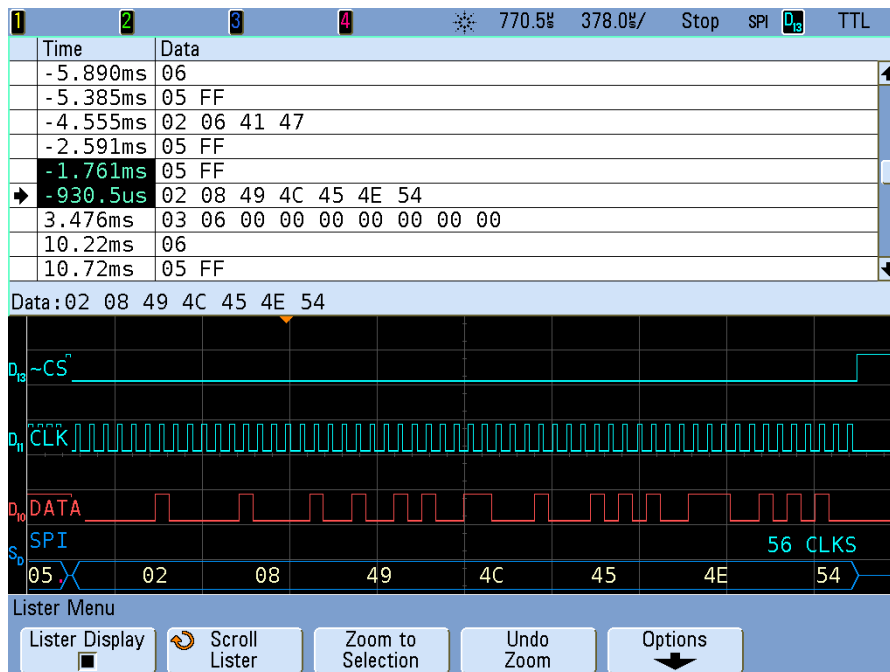 1 2 3 4 770.5㎲ 378.0㎲/ Stop SPI D13 TTL
Time Data
-5.890ms 06
-5.385ms 05 FF
-4.555ms 02 06 41 47
-2.591ms 05 FF
-1.761ms 05 FF
-930.5us 02 08 49 4C 45 4E 54
3.476ms 03 06 00 00 00 00 00 00 00
10.22ms 06
10.72ms 05 FF
Data:02 08 49 4C 45 4E 54
D13 ~CS
D11 CLK
D10 DATA
SPI 56 CLKS
SD
05. 02 08 49 4C 45 4E 54
Lister Menu
Lister Display Scroll Lister Zoom to Selection Undo Zoom Options